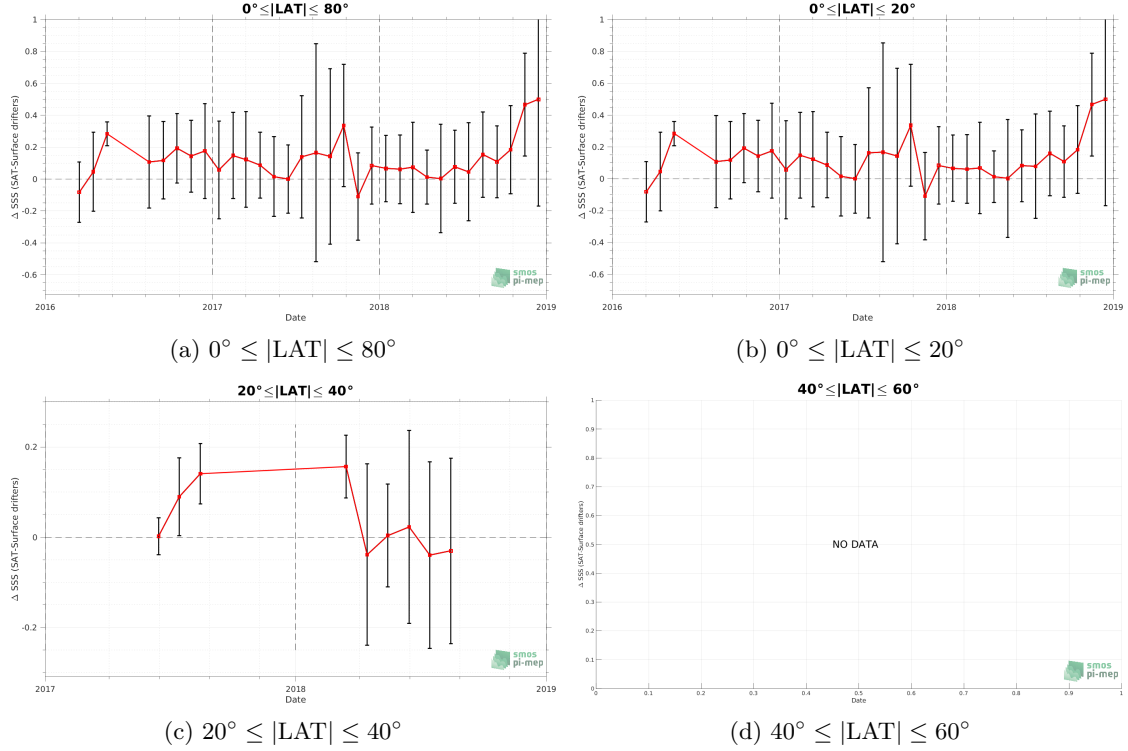 0°≤|LAT|≤ 80°
Δ SSS (SAT-Surface drifters)
1
0.8
0.6
0.4
0.2
0
-0.2
-0.4
-0.6
2016
2017
2018
2019
Date
smos
pi-mep
(a) 0° ≤ |LAT| ≤ 80°
0°≤|LAT|≤ 20°
Δ SSS (SAT-Surface drifters)
1
0.8
0.6
0.4
0.2
0
-0.2
-0.4
-0.6
2016
2017
2018
2019
Date
smos
pi-mep
(b) 0° ≤ |LAT| ≤ 20°
20°≤|LAT|≤ 40°
Δ SSS (SAT-Surface drifters)
0.2
0
-0.2
2017
2018
2019
Date
smos
pi-mep
(c) 20° ≤ |LAT| ≤ 40°
40°≤|LAT|≤ 60°
Δ SSS (SAT-Surface drifters)
1
0.9
0.8
0.7
0.6
0.5
0.4
0.3
0.2
0.1
0
NO DATA
0
0.1
0.2
0.3
0.4
0.5
0.6
0.7
0.8
0.9
1
Date
smos
pi-mep
(d) 40° ≤ |LAT| ≤ 60°